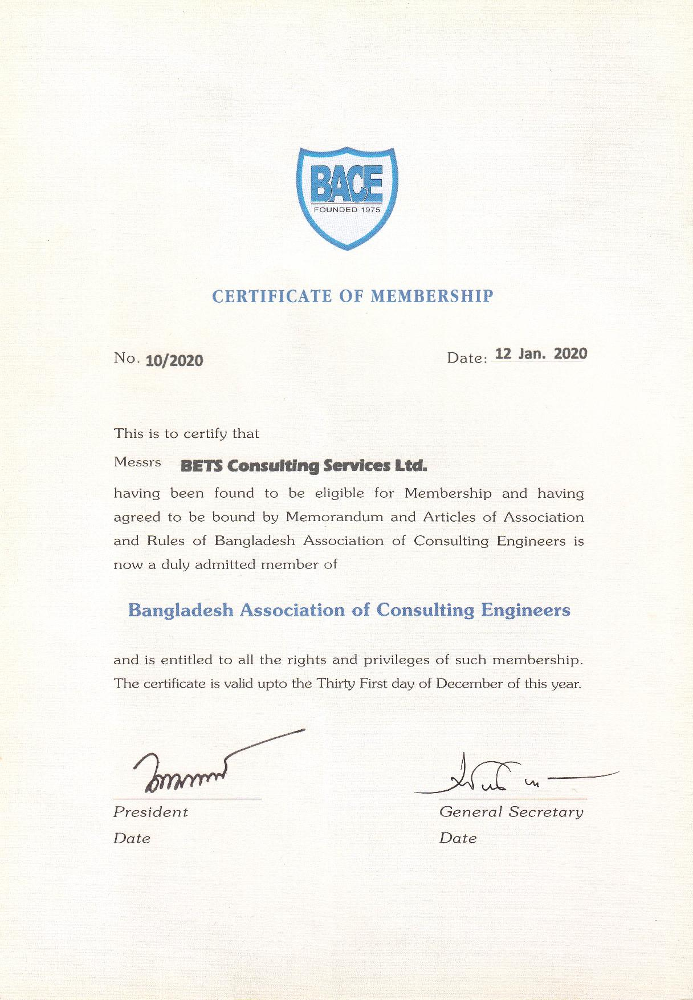 BACE
FOUNDED 1975
CERTIFICATE OF MEMBERSHIP
No. 10/2020
Date: 12 Jan. 2020
This is to certify that
Messrs BETS Consulting Services Ltd.
having been found to be eligible for Membership and having
agreed to be bound by Memorandum and Articles of Association
and Rules of Bangladesh Association of Consulting Engineers is
now a duly admitted member of
Bangladesh Association of Consulting Engineers
and is entitled to all the rights and privileges of such membership.
The certificate is valid upto the Thirty First day of December of this year.
President
General Secretary
Date
Date